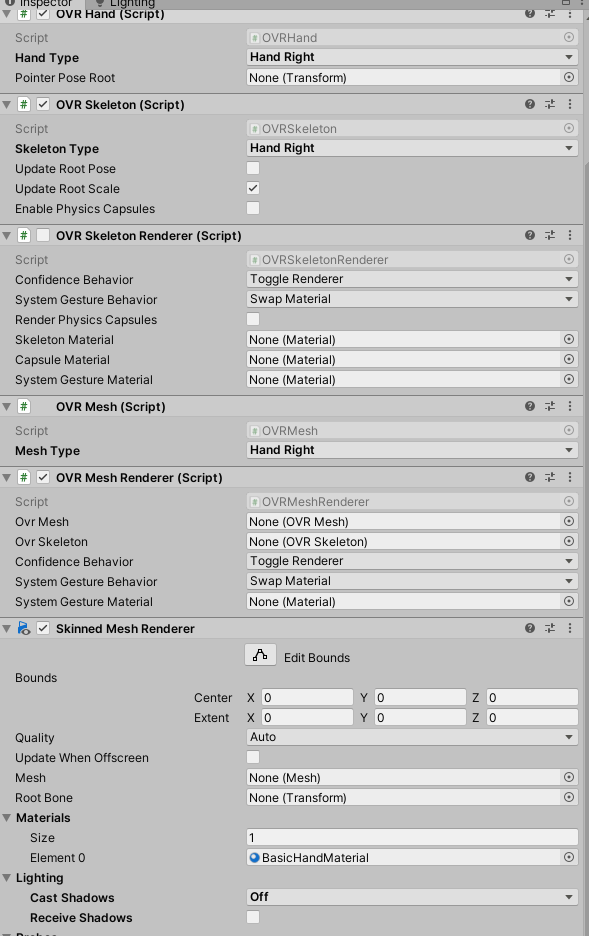 Inspector Lighting
OVR Hand (Script)
Script OVRHand
Hand Type Hand Right
Pointer Pose Root None (Transform)
OVR Skeleton (Script)
Script OVRSkeleton
Skeleton Type Hand Right
Update Root Pose
Update Root Scale
Enable Physics Capsules
OVR Skeleton Renderer (Script)
Script OVRSkeletonRenderer
Confidence Behavior Toggle Renderer
System Gesture Behavior Swap Material
Render Physics Capsules
Skeleton Material None (Material)
Capsule Material None (Material)
System Gesture Material None (Material)
OVR Mesh (Script)
Script OVRMesh
Mesh Type Hand Right
OVR Mesh Renderer (Script)
Script OVRMeshRenderer
Ovr Mesh None (OVR Mesh)
Ovr Skeleton None (OVR Skeleton)
Confidence Behavior Toggle Renderer
System Gesture Behavior Swap Material
System Gesture Material None (Material)
Skinned Mesh Renderer
Edit Bounds
Bounds
Center X 0 Y 0 Z 0
Extent X 0 Y 0 Z 0
Quality Auto
Update When Offscreen
Mesh None (Mesh)
Root Bone None (Transform)
Materials
Size 1
Element 0 BasicHandMaterial
Lighting
Cast Shadows Off
Receive Shadows
Probes